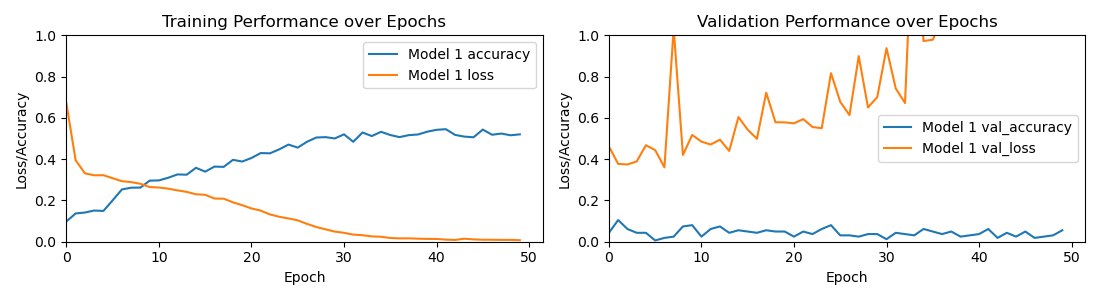 Training Performance over Epochs
1.0
0.8
0.6
0.4
0.2
0.0
Loss/Accuracy
Model 1 accuracy
Model 1 loss
0 10 20 30 40 50
Epoch
Validation Performance over Epochs
1.0
0.8
0.6
0.4
0.2
0.0
Loss/Accuracy
Model 1 val_accuracy
Model 1 val_loss
0 10 20 30 40 50
Epoch